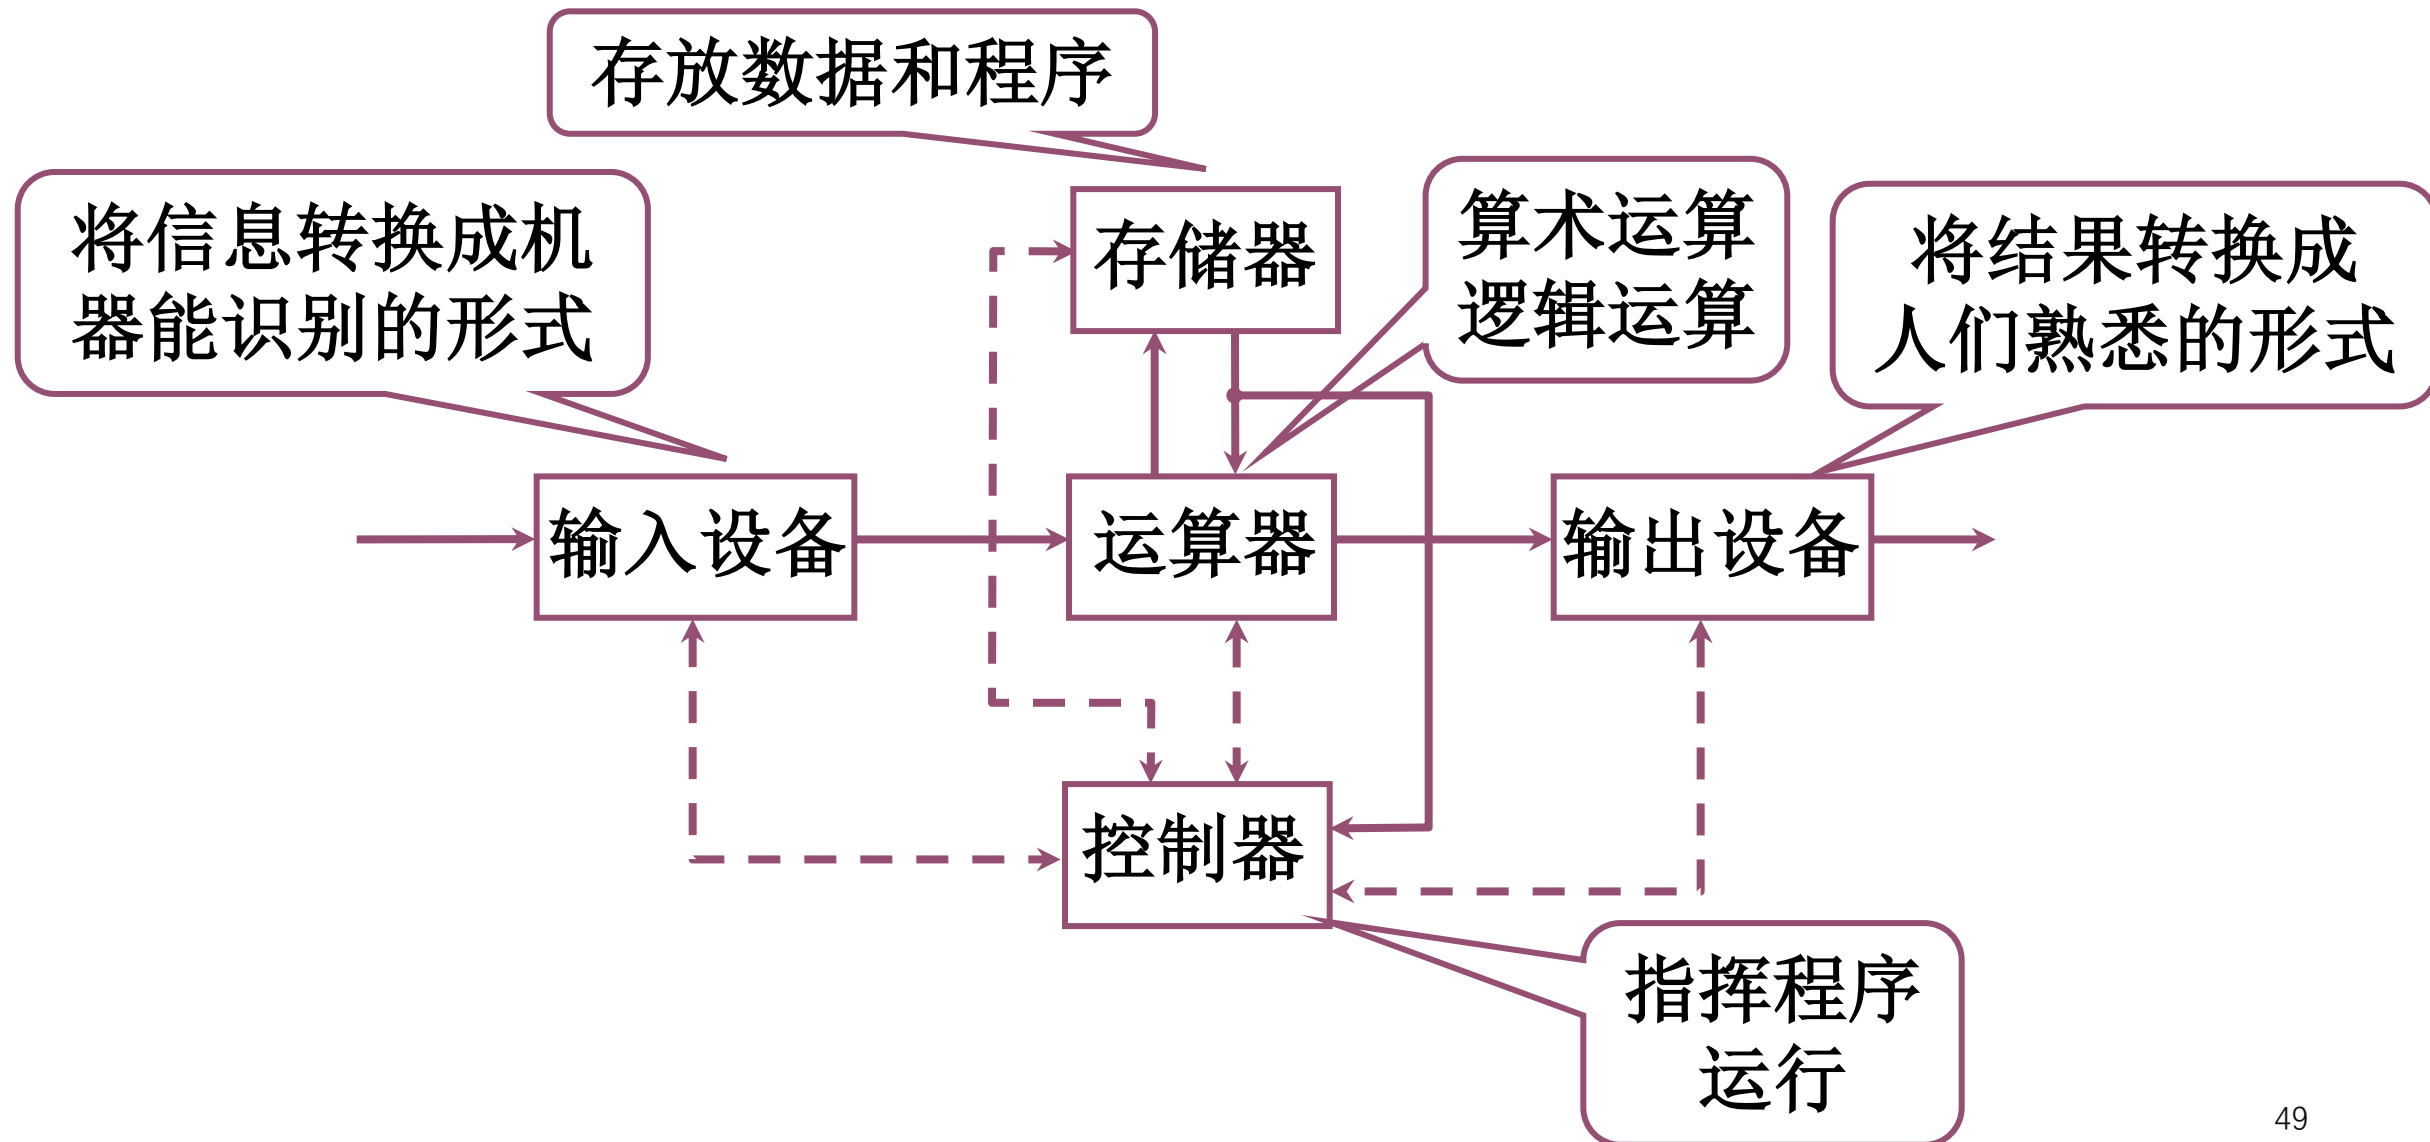 存放数据和程序
将信息转换成机
器能识别的形式
存储器
算术运算
逻辑运算
将结果转换成
人们熟悉的形式
输入设备
运算器
输出设备
控制器
指挥程序
运行
49